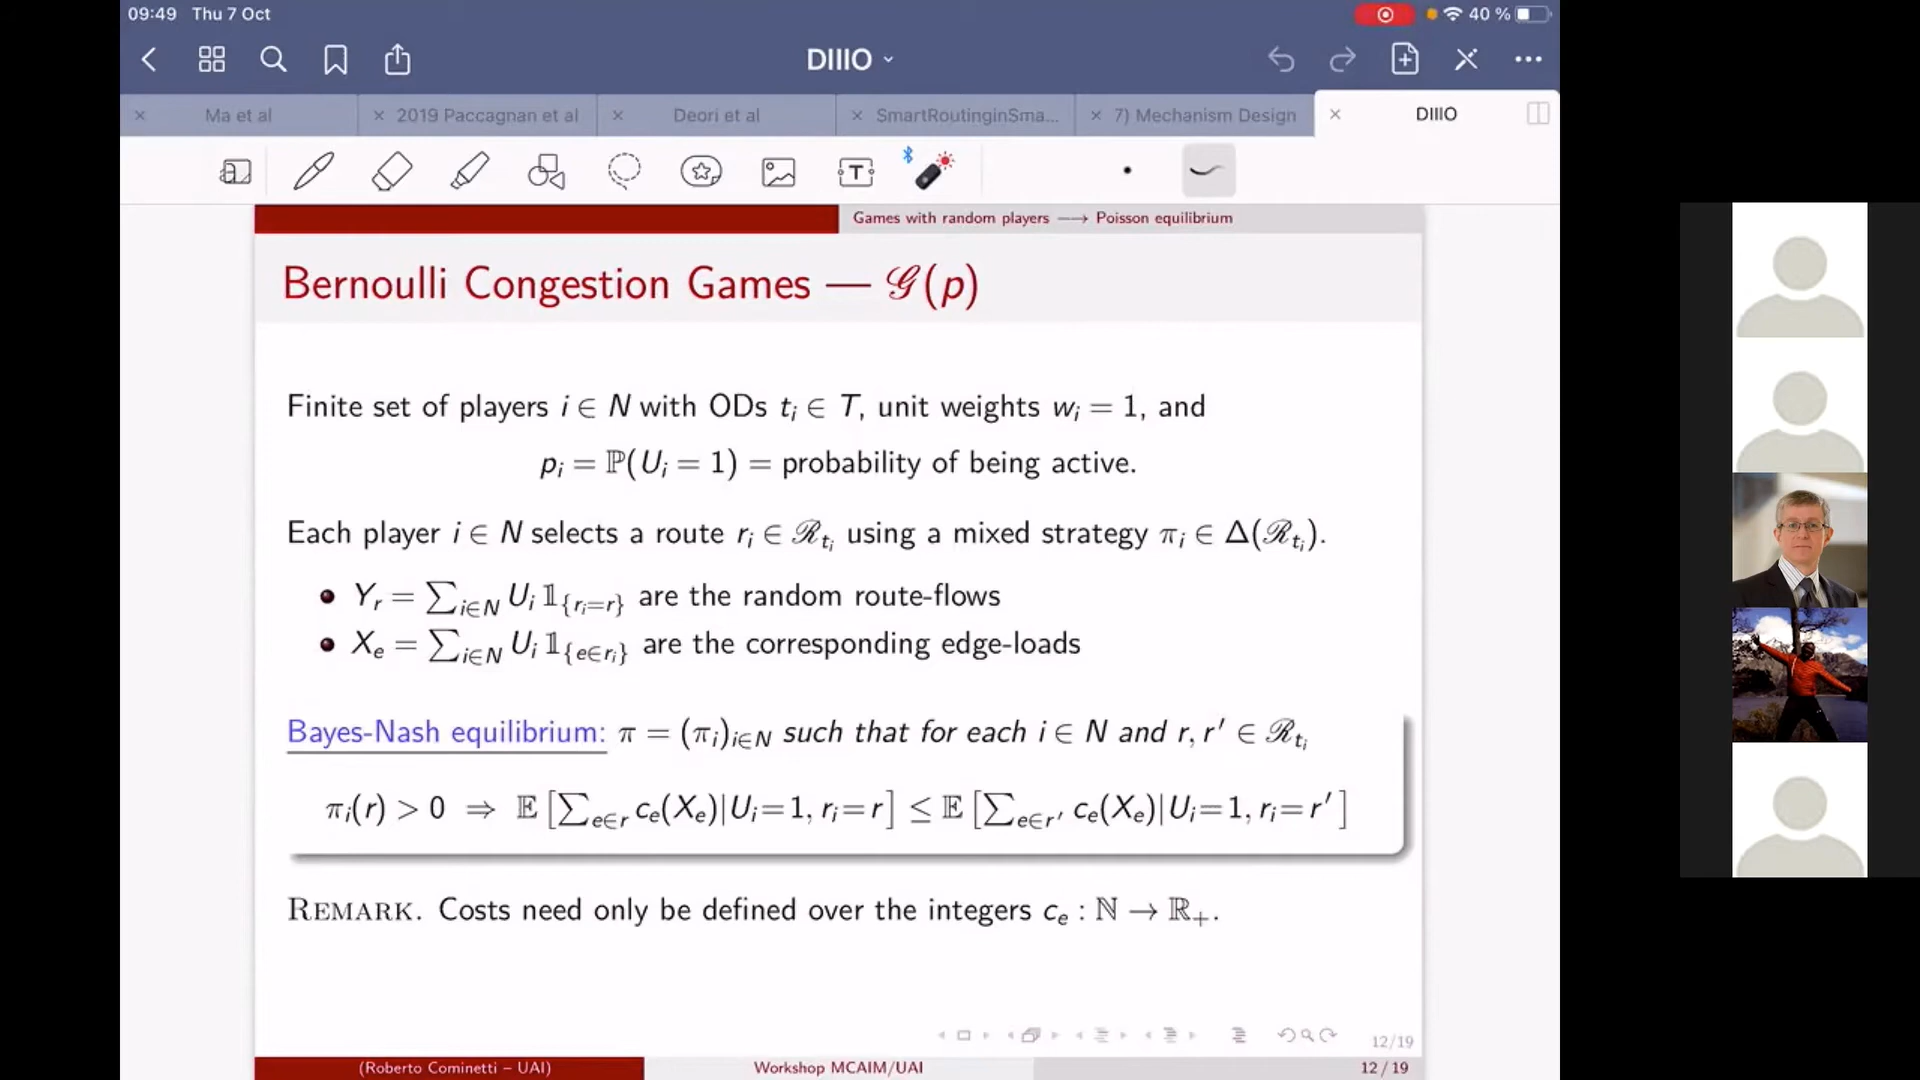 09:49 Thu 7 Oct
40 %
DIIIO
Ma et al
2019 Paccagnan et al
Deori et al
SmartRoutinginSma...
7) Mechanism Design
DIIIO
Games with random players ⟶ Poisson equilibrium
Bernoulli Congestion Games — 𝒢(p)
Finite set of players i ∈ N with ODs t_i ∈ T, unit weights w_i = 1, and
p_i = ℙ(U_i = 1) = probability of being active.
Each player i ∈ N selects a route r_i ∈ ℛ_{t_i} using a mixed strategy π_i ∈ Δ(ℛ_{t_i}).
• Y_r = ∑_{i∈N} U_i 𝟙_{{r_i=r}} are the random route-flows
• X_e = ∑_{i∈N} U_i 𝟙_{{e∈r_i}} are the corresponding edge-loads
Bayes-Nash equilibrium: π = (π_i)_{i∈N} such that for each i ∈ N and r, r′ ∈ ℛ_{t_i}
π_i(r) > 0 ⇒ 𝔼 [∑_{e∈r} c_e(X_e)|U_i=1, r_i=r] ≤ 𝔼 [∑_{e∈r′} c_e(X_e)|U_i=1, r_i=r′]
REMARK. Costs need only be defined over the integers c_e : ℕ → ℝ_+.
12/19
(Roberto Cominetti – UAI)
Workshop MCAIM/UAI
12 / 19